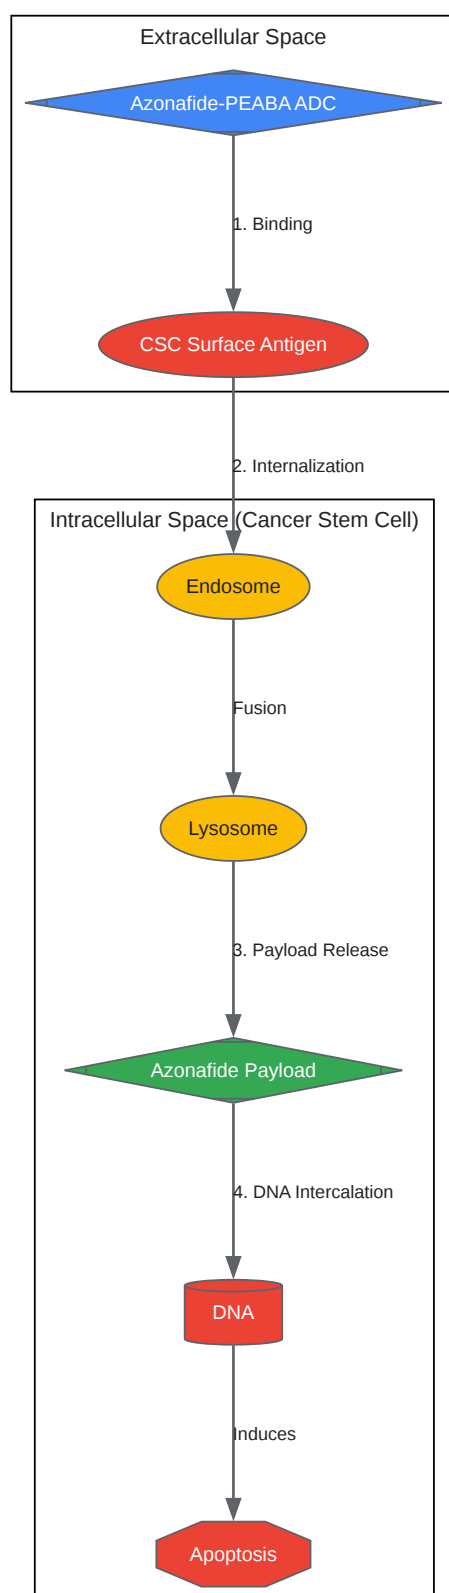 Extracellular Space
Azonafide-PEABA ADC
1. Binding
CSC Surface Antigen
2. Internalization
Intracellular Space (Cancer Stem Cell)
Endosome
Fusion
Lysosome
3. Payload Release
Azonafide Payload
4. DNA Intercalation
DNA
Induces
Apoptosis